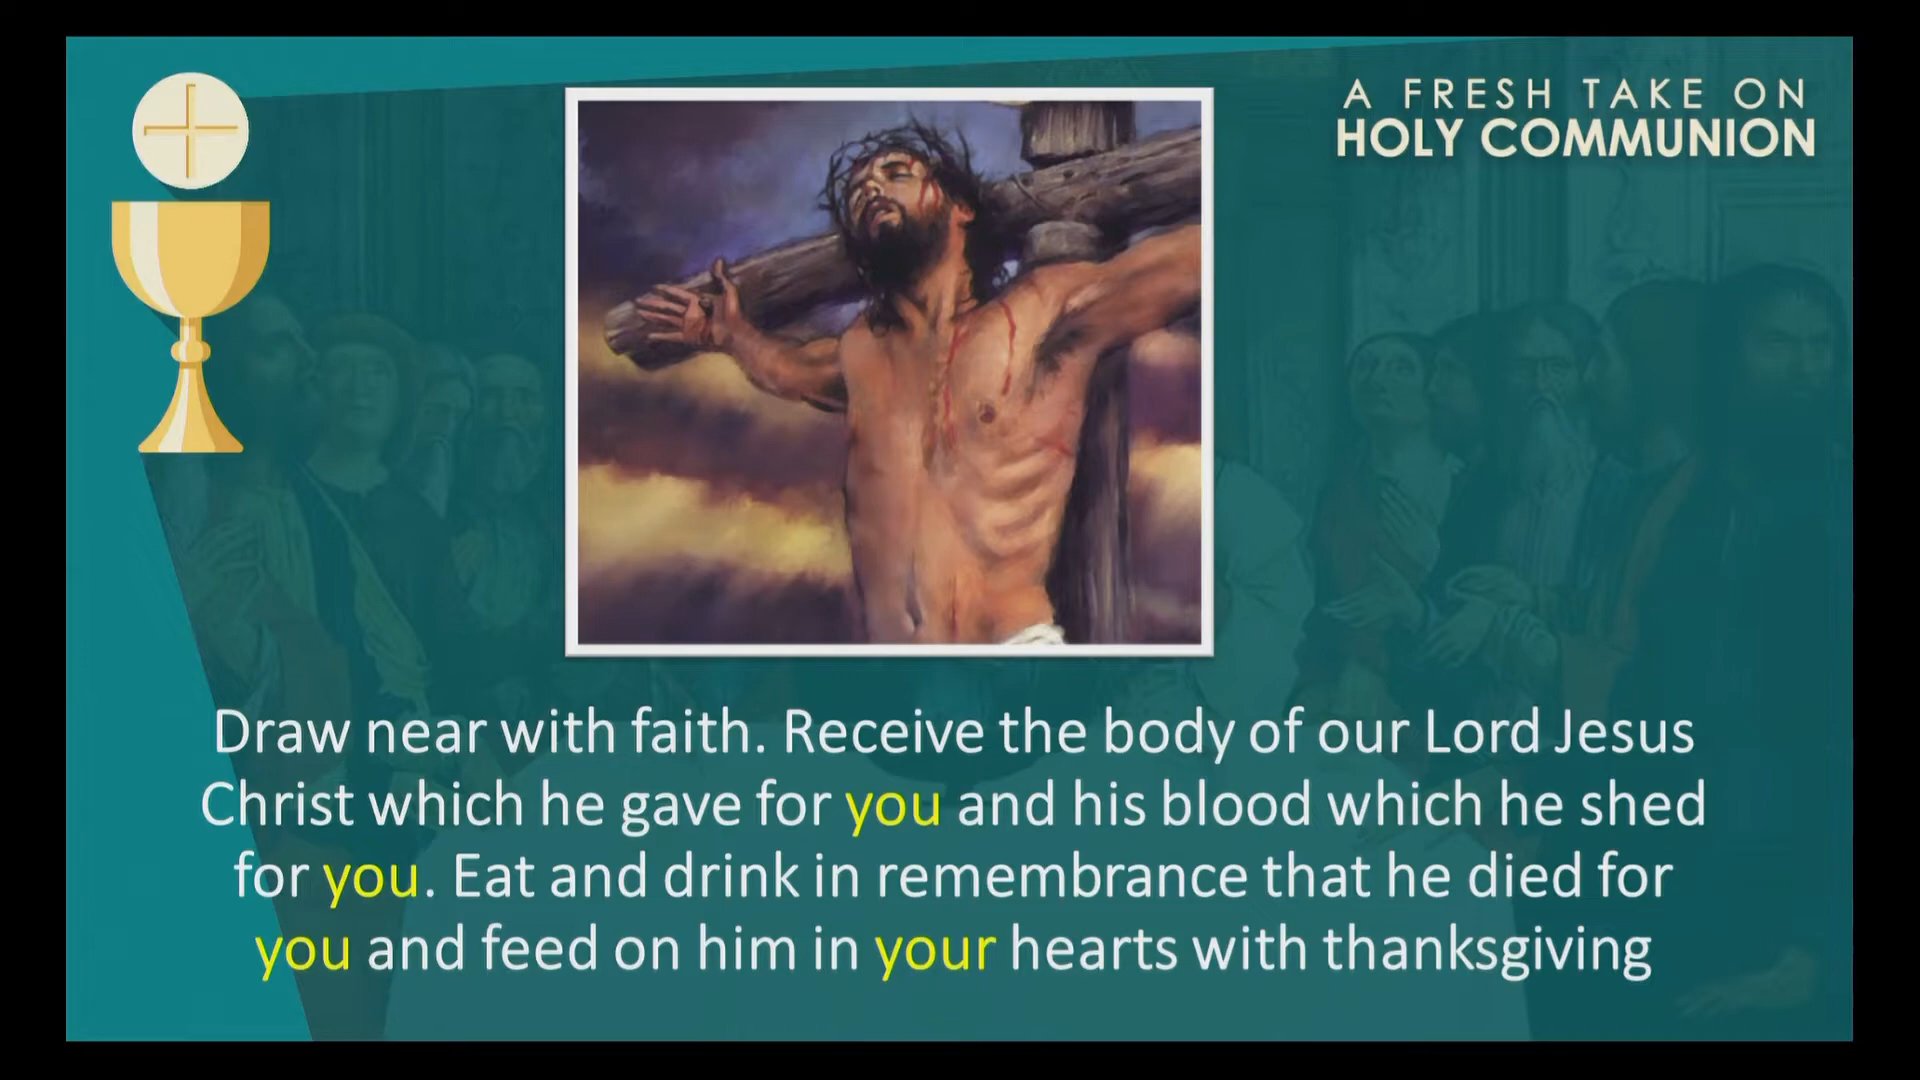 A FRESH TAKE ON
HOLY COMMUNION
Draw near with faith. Receive the body of our Lord Jesus
Christ which he gave for you and his blood which he shed
for you. Eat and drink in remembrance that he died for
you and feed on him in your hearts with thanksgiving